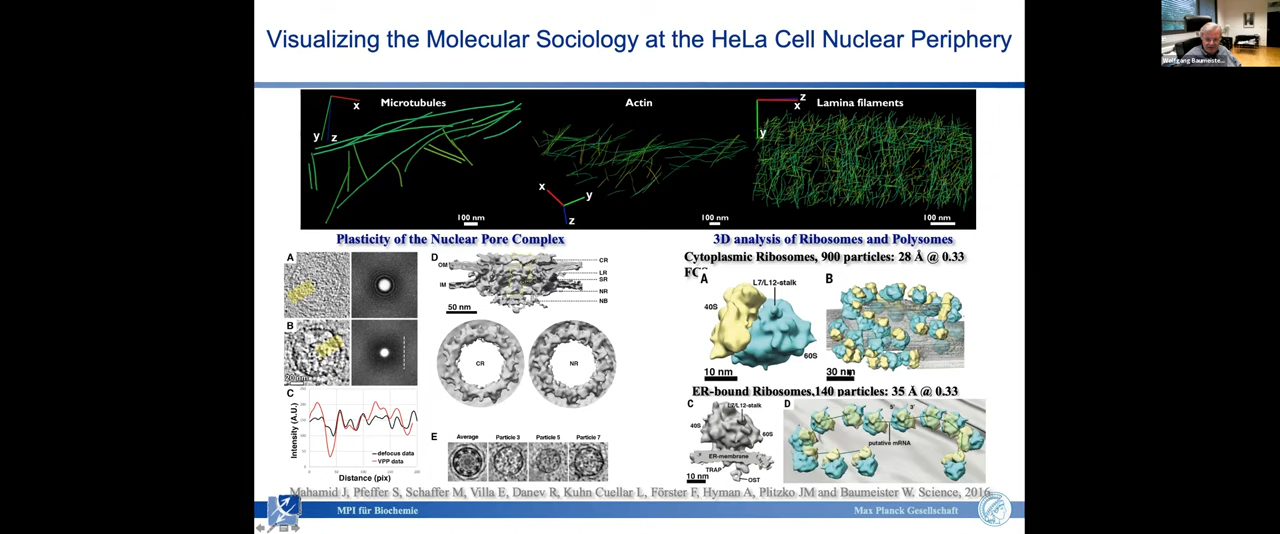 Visualizing the Molecular Sociology at the HeLa Cell Nuclear Periphery
Wolfgang Baumeiste...
Microtubules
x
y
z
100 nm
Actin
x
y
z
100 nm
Lamina filaments
z
x
y
100 nm
Plasticity of the Nuclear Pore Complex
A
B
20 nm
C
Intensity (A.U.)
defocus data
VPP data
Distance (pix)
D
OM
IM
CR
LR
SR
NR
NB
50 nm
CR
NR
E
Average
Particle 3
Particle 5
Particle 7
3D analysis of Ribosomes and Polysomes
Cytoplasmic Ribosomes, 900 particles: 28 Å @ 0.33
A
L7/L12-stalk
40S
60S
10 nm
B
30 nm
ER-bound Ribosomes,140 particles: 35 Å @ 0.33
C
L7/L12-stalk
40S
60S
ER-membrane
TRAP
OST
10 nm
D
5'
3'
putative mRNA
Mahamid J, Pfeffer S, Schaffer M, Villa E, Danev R, Kuhn Cuellar L, Förster F, Hyman A, Plitzko JM and Baumeister W. Science, 2016
MPI für Biochemie
Max Planck Gesellschaft